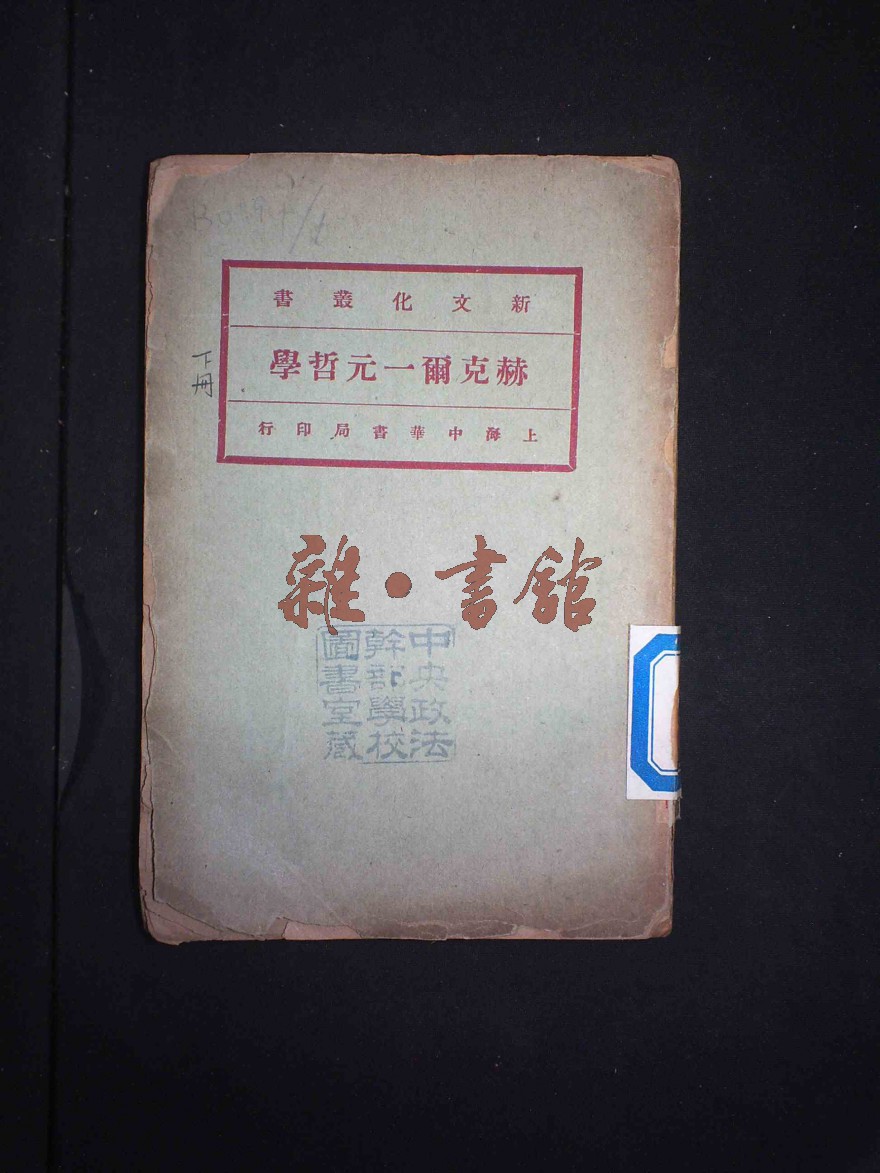 新文化叢書
赫克爾一元哲學
上海中華書局印行
下冊
雜·書館
中央政法
幹部學校
圖書室藏